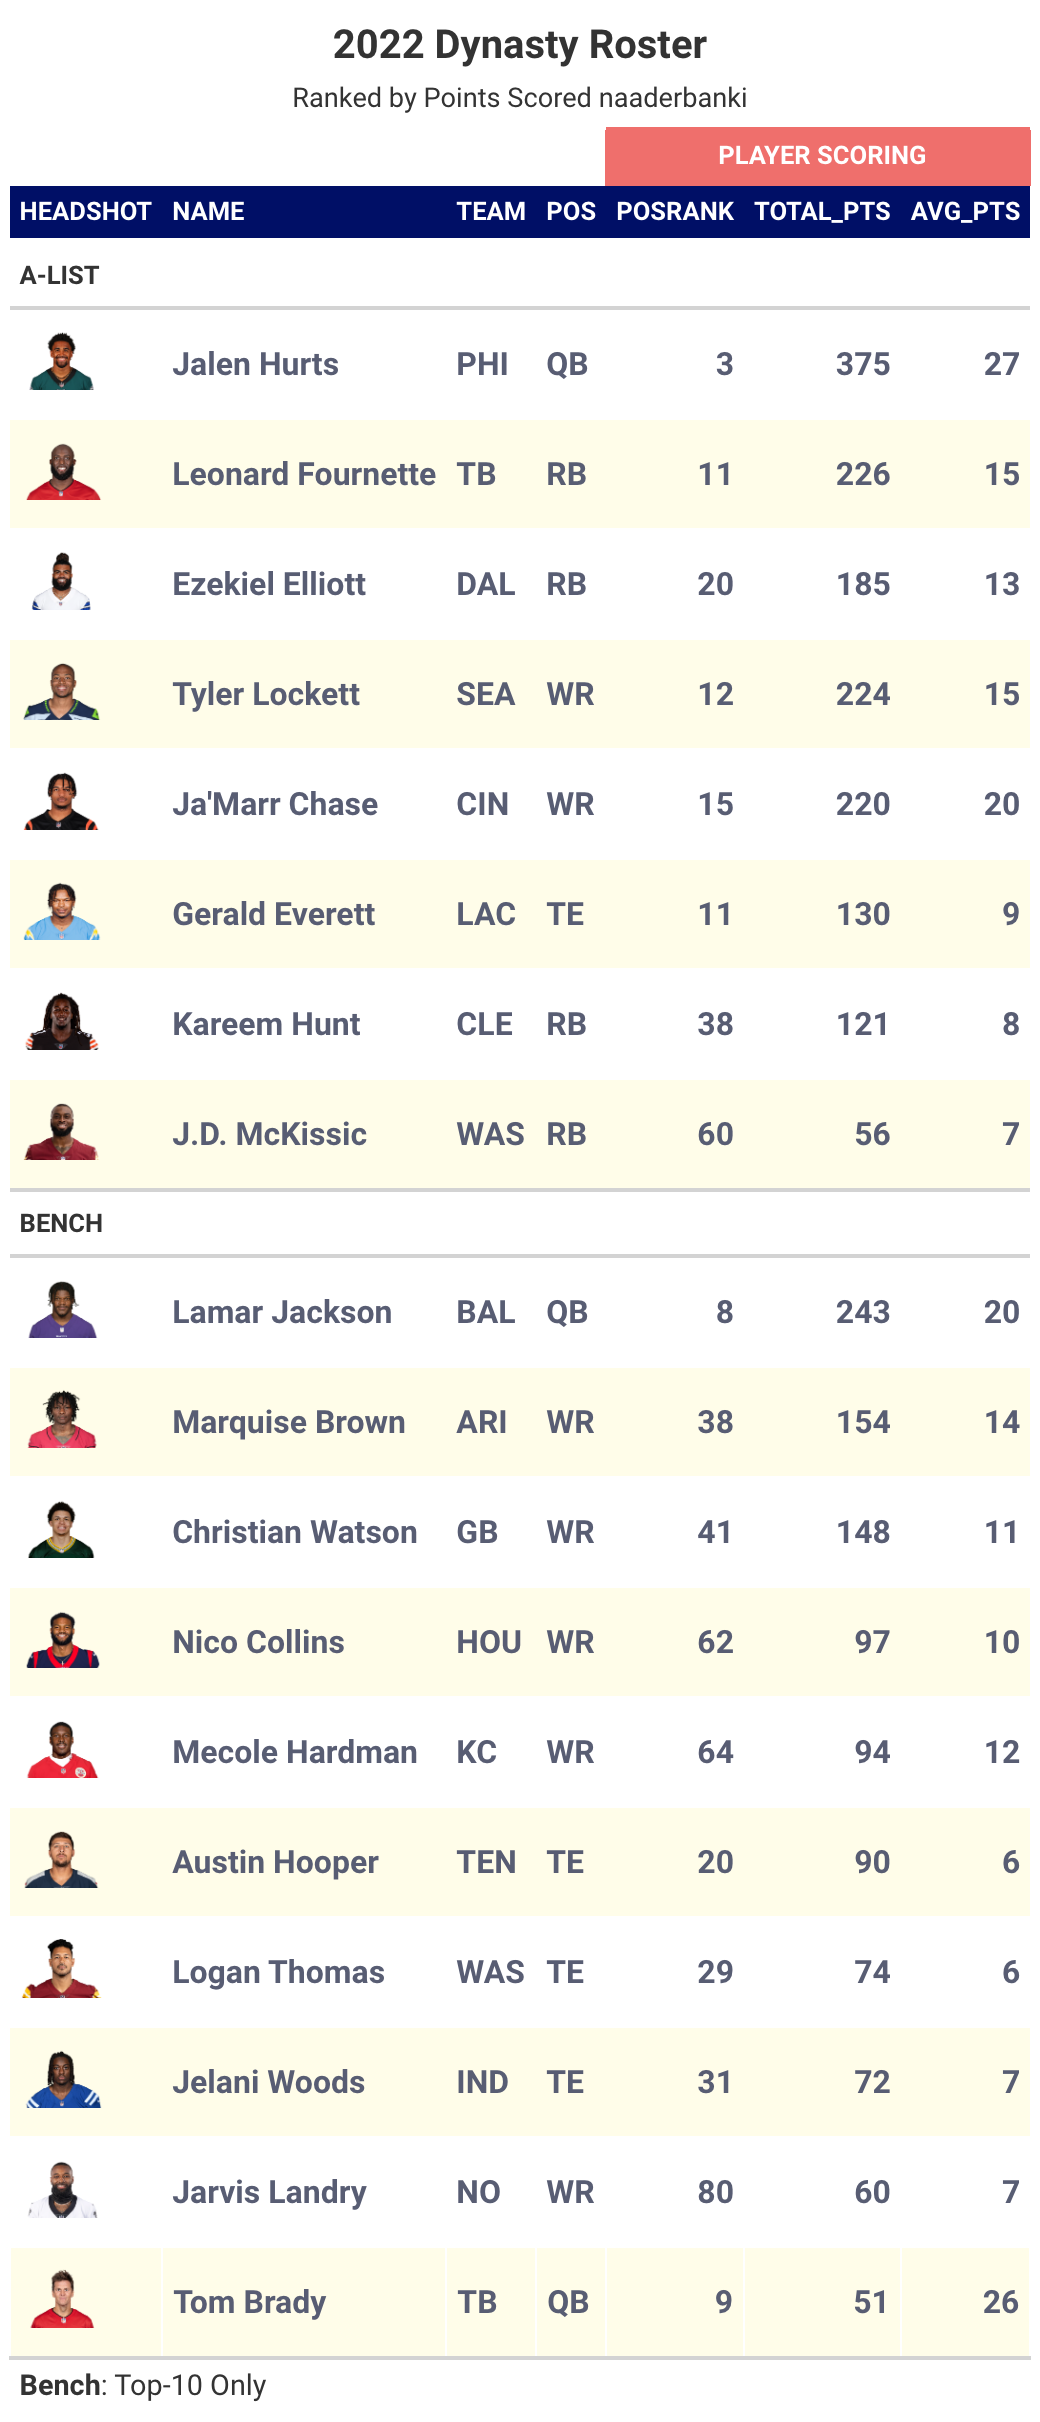 2022 Dynasty Roster
Ranked by Points Scored naaderbanki
PLAYER SCORING
HEADSHOT NAME TEAM POS POSRANK TOTAL_PTS AVG_PTS
A-LIST
Jalen Hurts PHI QB 3 375 27
Leonard Fournette TB RB 11 226 15
Ezekiel Elliott DAL RB 20 185 13
Tyler Lockett SEA WR 12 224 15
Ja'Marr Chase CIN WR 15 220 20
Gerald Everett LAC TE 11 130 9
Kareem Hunt CLE RB 38 121 8
J.D. McKissic WAS RB 60 56 7
BENCH
Lamar Jackson BAL QB 8 243 20
Marquise Brown ARI WR 38 154 14
Christian Watson GB WR 41 148 11
Nico Collins HOU WR 62 97 10
Mecole Hardman KC WR 64 94 12
Austin Hooper TEN TE 20 90 6
Logan Thomas WAS TE 29 74 6
Jelani Woods IND TE 31 72 7
Jarvis Landry NO WR 80 60 7
Tom Brady TB QB 9 51 26
Bench: Top-10 Only